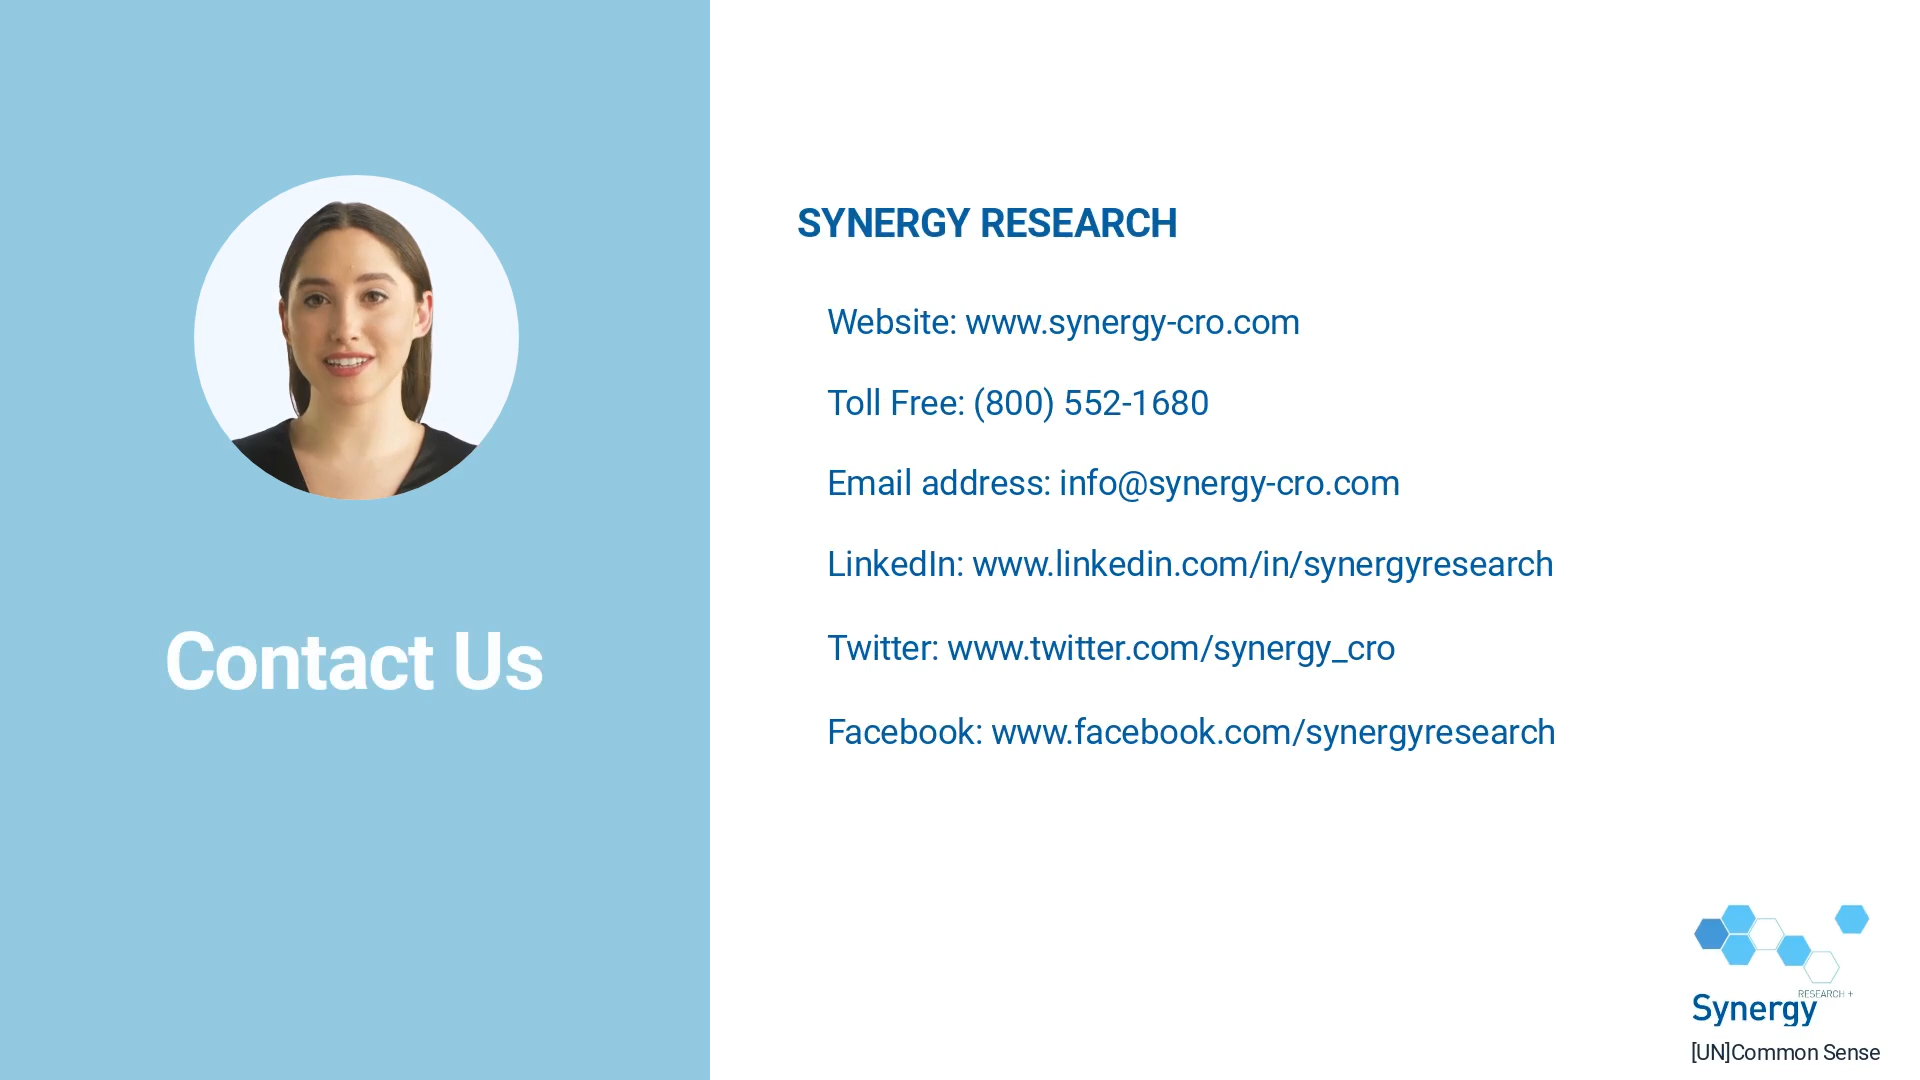 Contact Us
SYNERGY RESEARCH
Website: www.synergy-cro.com
Toll Free: (800) 552-1680
Email address: info@synergy-cro.com
LinkedIn: www.linkedin.com/in/synergyresearch
Twitter: www.twitter.com/synergy_cro
Facebook: www.facebook.com/synergyresearch
RESEARCH +
Synergy
[UN]Common Sense